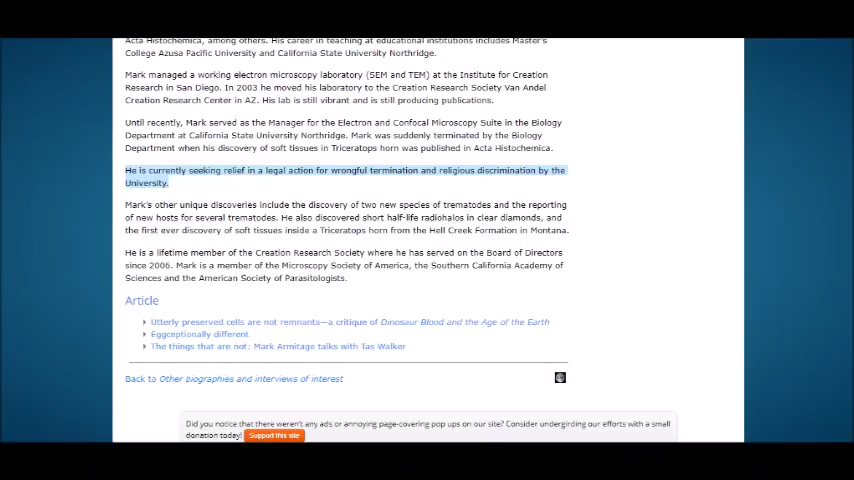 Acta Histochemica, among others. His career in teaching at educational institutions includes Master's
College Azusa Pacific University and California State University Northridge.
Mark managed a working electron microscopy laboratory (SEM and TEM) at the Institute for Creation
Research in San Diego. In 2003 he moved his laboratory to the Creation Research Society Van Andel
Creation Research Center in AZ. His lab is still vibrant and is still producing publications.
Until recently, Mark served as the Manager for the Electron and Confocal Microscopy Suite in the Biology
Department at California State University Northridge. Mark was suddenly terminated by the Biology
Department when his discovery of soft tissues in Triceratops horn was published in Acta Histochemica.
He is currently seeking relief in a legal action for wrongful termination and religious discrimination by the
University.
Mark's other unique discoveries include the discovery of two new species of trematodes and the reporting
of new hosts for several trematodes. He also discovered short half-life radiohalos in clear diamonds, and
the first ever discovery of soft tissues inside a Triceratops horn from the Hell Creek Formation in Montana.
He is a lifetime member of the Creation Research Society where he has served on the Board of Directors
since 2006. Mark is a member of the Microscopy Society of America, the Southern California Academy of
Sciences and the American Society of Parasitologists.
Article
Utterly preserved cells are not remnants—a critique of Dinosaur Blood and the Age of the Earth
Eggceptionally different
The things that are not: Mark Armitage talks with Tas Walker
Back to Other biographies and interviews of interest
Did you notice that there weren't any ads or annoying page-covering pop ups on our site? Consider undergirding our efforts with a small
donation today! Support this site